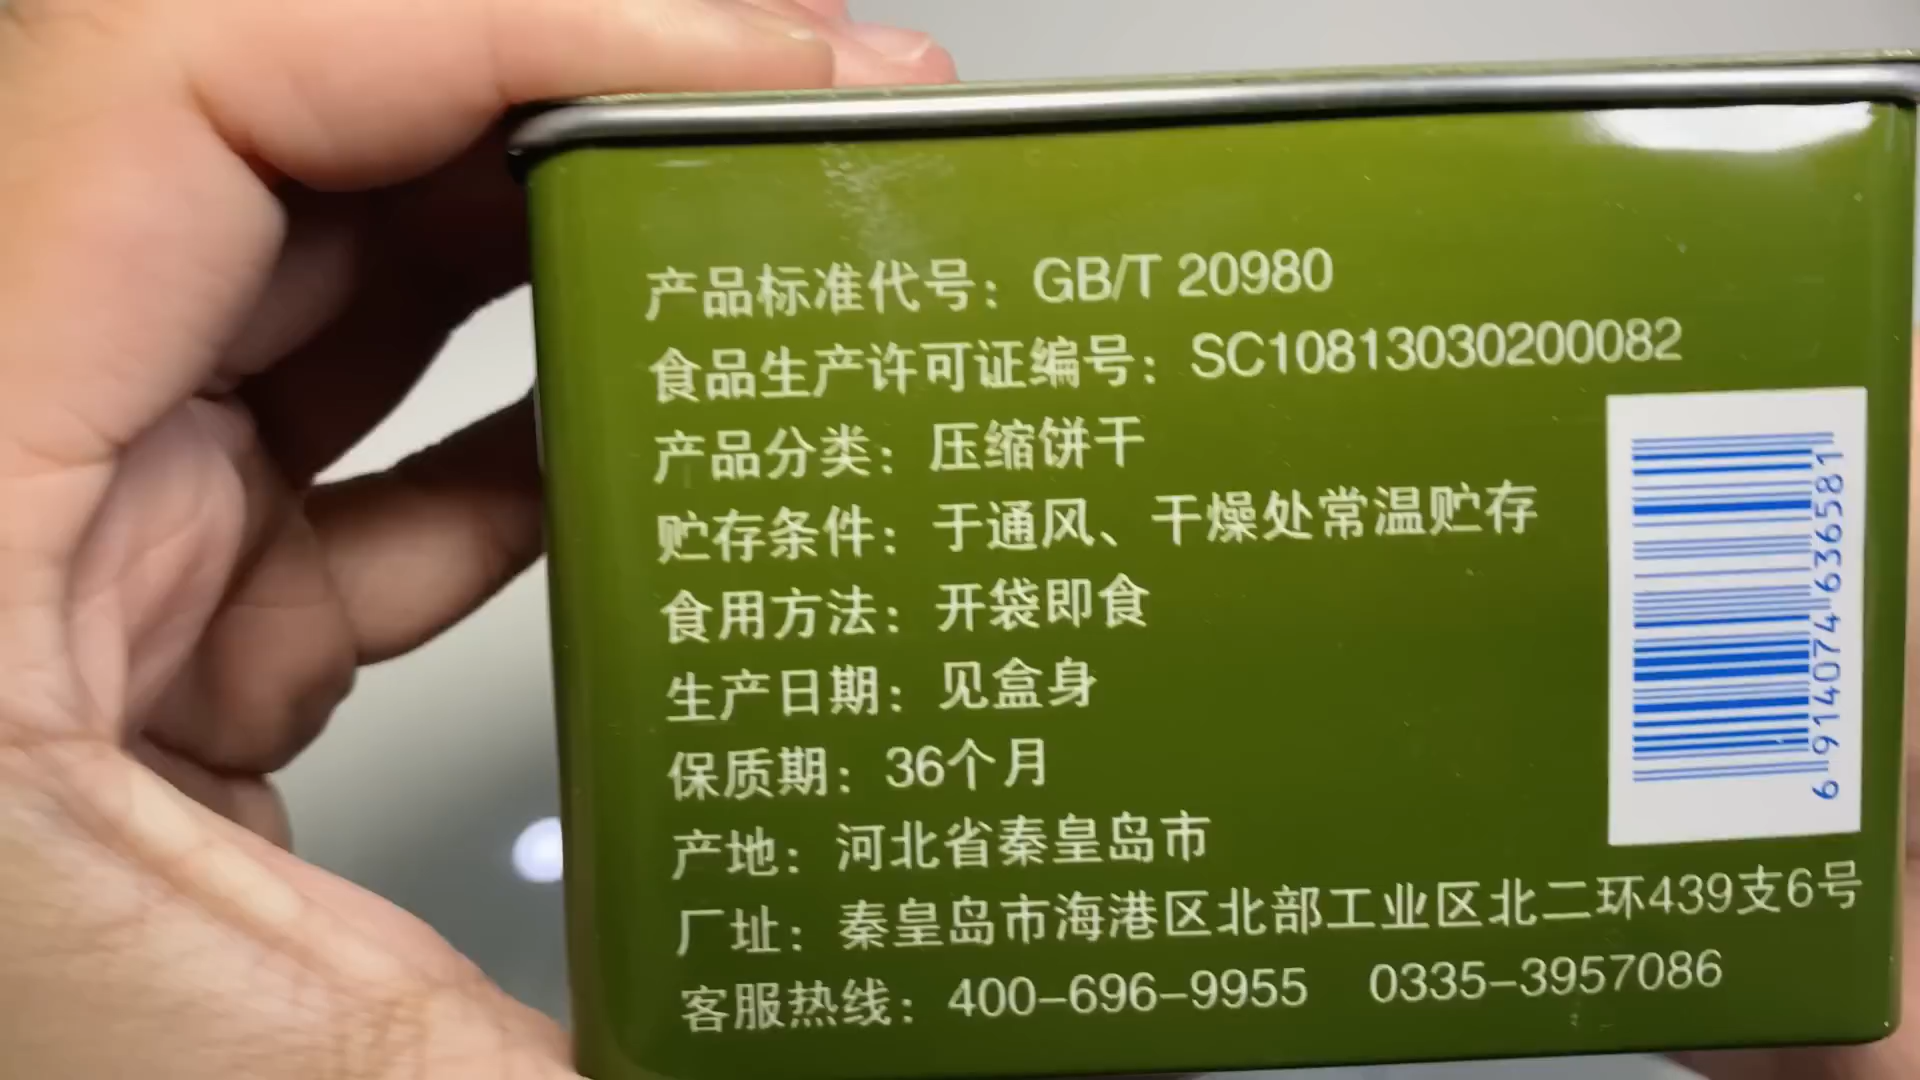 产品标准代号：GB/T 20980
食品生产许可证编号：SC10813030200082
产品分类：压缩饼干
贮存条件：于通风、干燥处常温贮存
食用方法：开袋即食
生产日期：见盒身
保质期：36个月
产地：河北省秦皇岛市
厂址：秦皇岛市海港区北部工业区北二环439支6号
客服热线：400-696-9955 0335-3957086
6 914074 636581